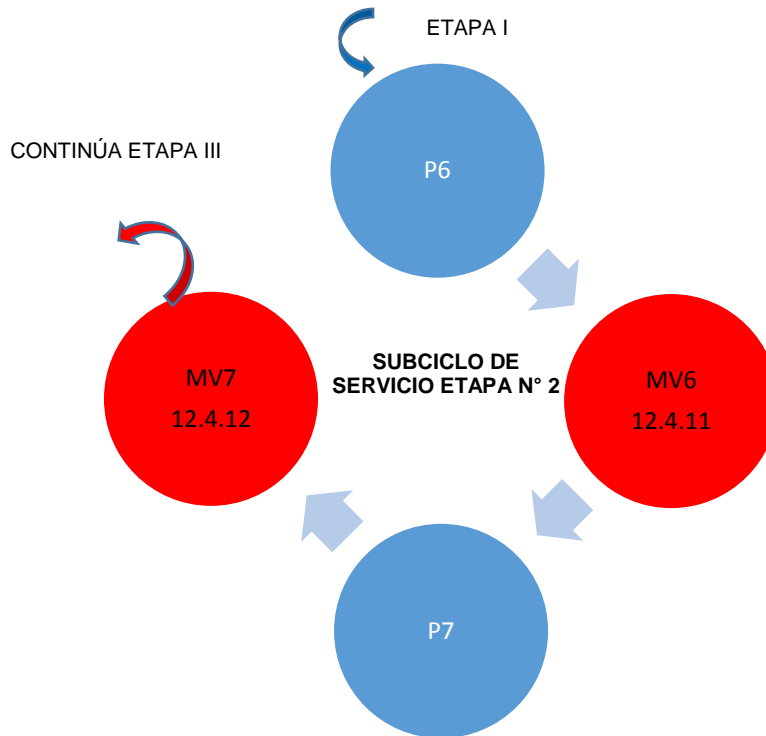 ETAPA I
CONTINÚA ETAPA III
P6
SUBCICLO DE
SERVICIO ETAPA N° 2
MV7
12.4.12
MV6
12.4.11
P7